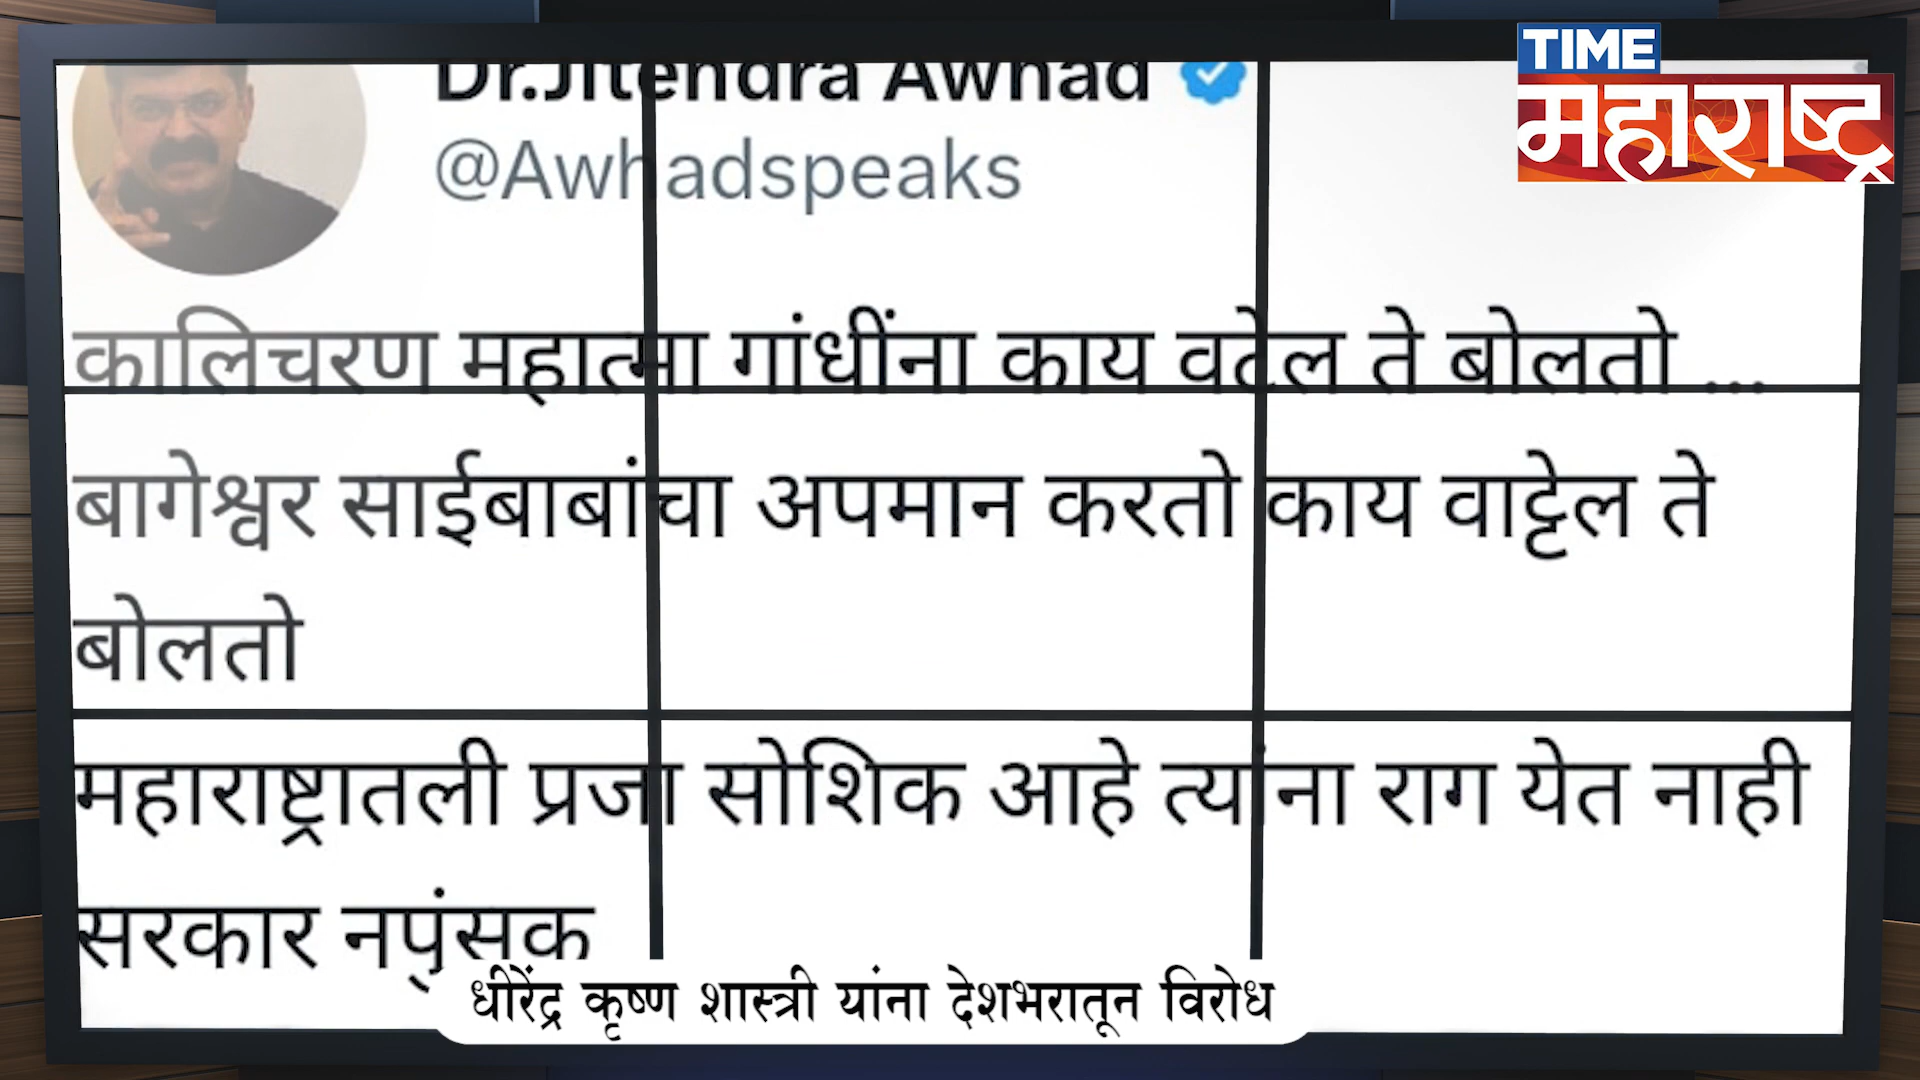 TIME
महाराष्ट्र
Dr.Jitendra Awhad
@Awhadspeaks
कालिचरण महात्मा गांधींना काय वटेल ते बोलतो ...
बागेश्वर साईबाबांचा अपमान करतो काय वाट्टेल ते
बोलतो
महाराष्ट्रातली प्रजा सोशिक आहे त्यांना राग येत नाही
सरकार नपुंसक
धीरेंद्र कृष्ण शास्त्री यांना देशभरातून विरोध